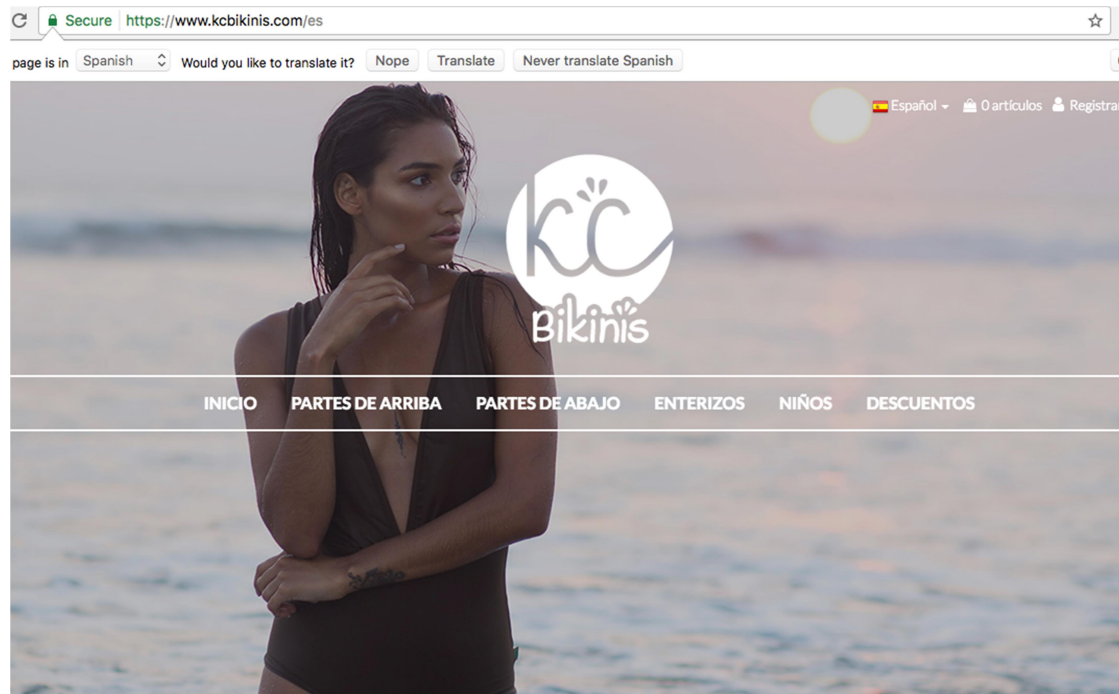 Secure https://www.kcbikinis.com/es
page is in Spanish Would you like to translate it? Nope Translate Never translate Spanish
Español 0 artículos Registra
kc
Bikinis
INICIO PARTES DE ARRIBA PARTES DE ABAJO ENTERIZOS NIÑOS DESCUENTOS